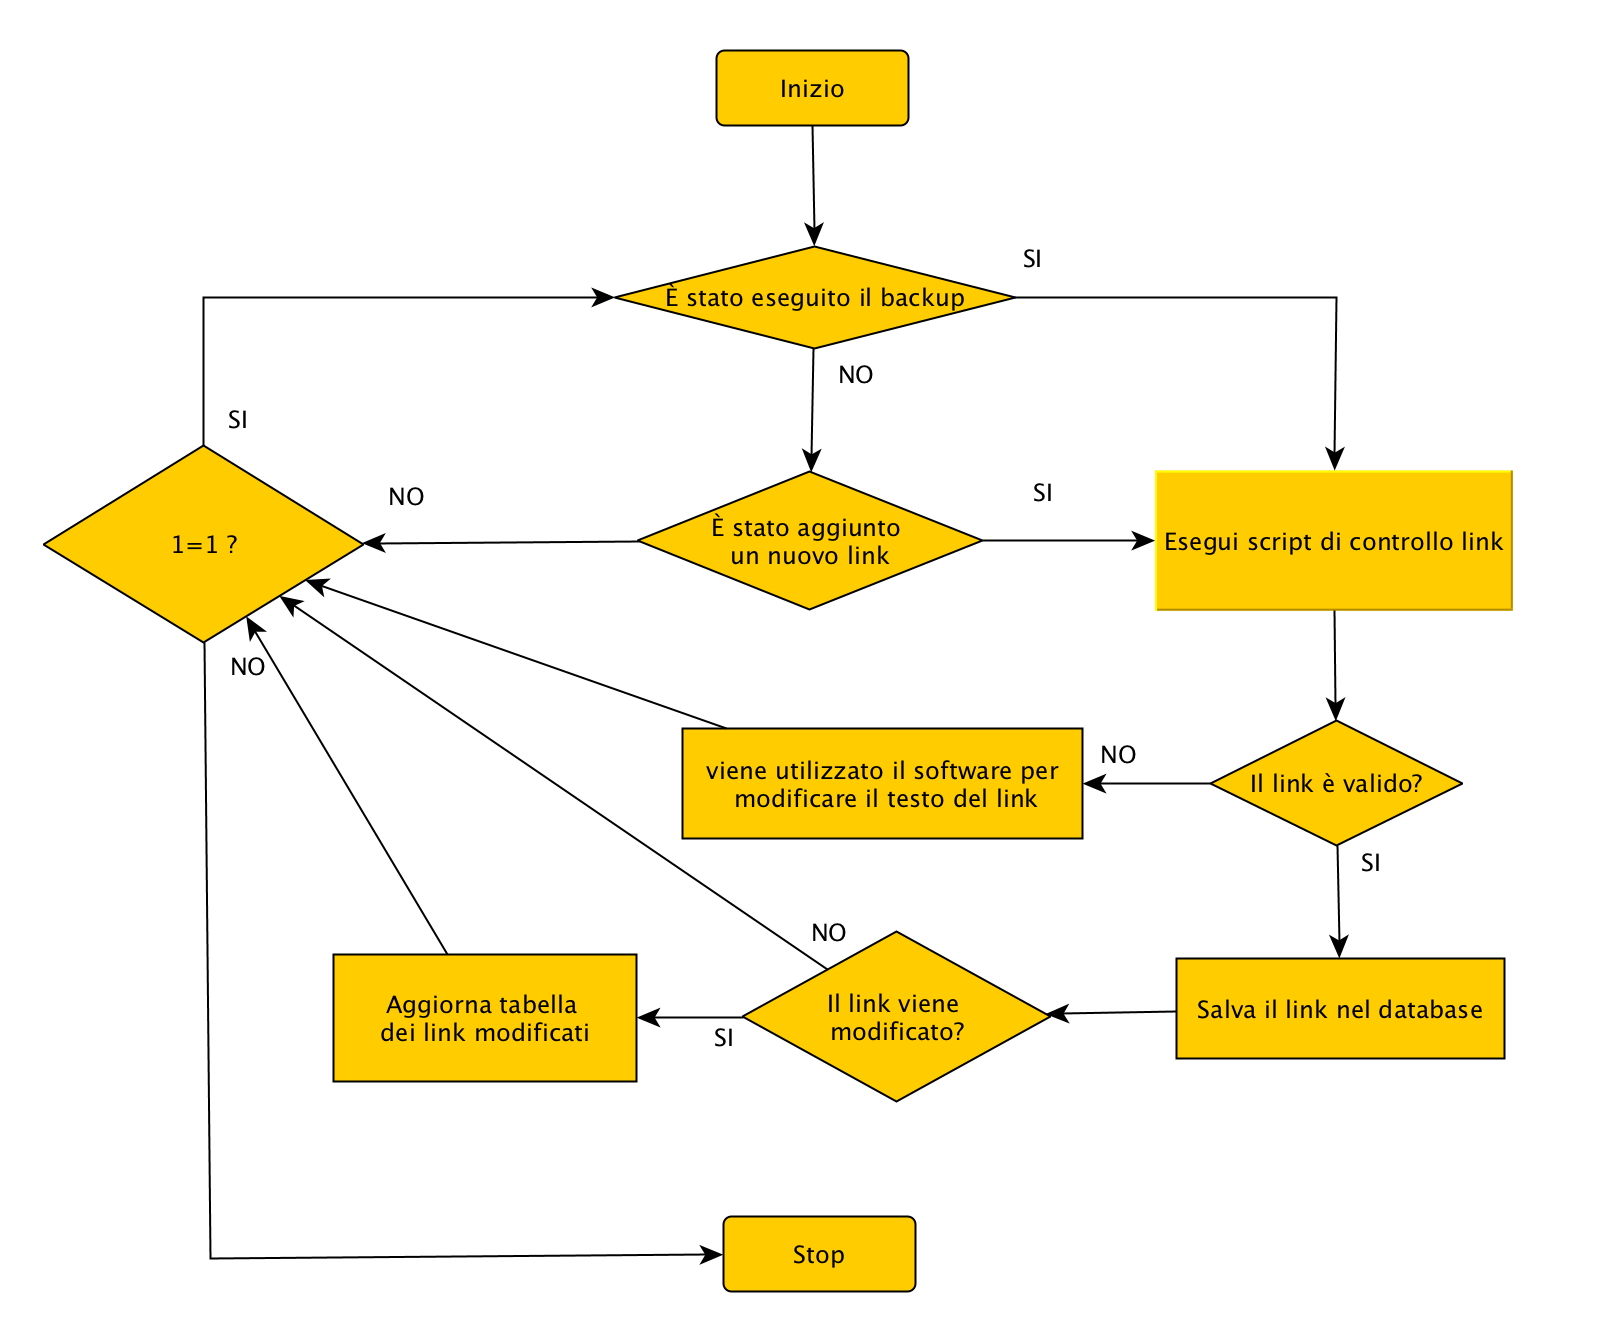 Inizio
SI
È stato eseguito il backup
NO
SI
NO
SI
È stato aggiunto
un nuovo link
1=1 ?
Esegui script di controllo link
NO
NO
viene utilizzato il software per
modificare il testo del link
Il link è valido?
SI
NO
Aggiorna tabella
dei link modificati
SI
Il link viene
modificato?
Salva il link nel database
Stop